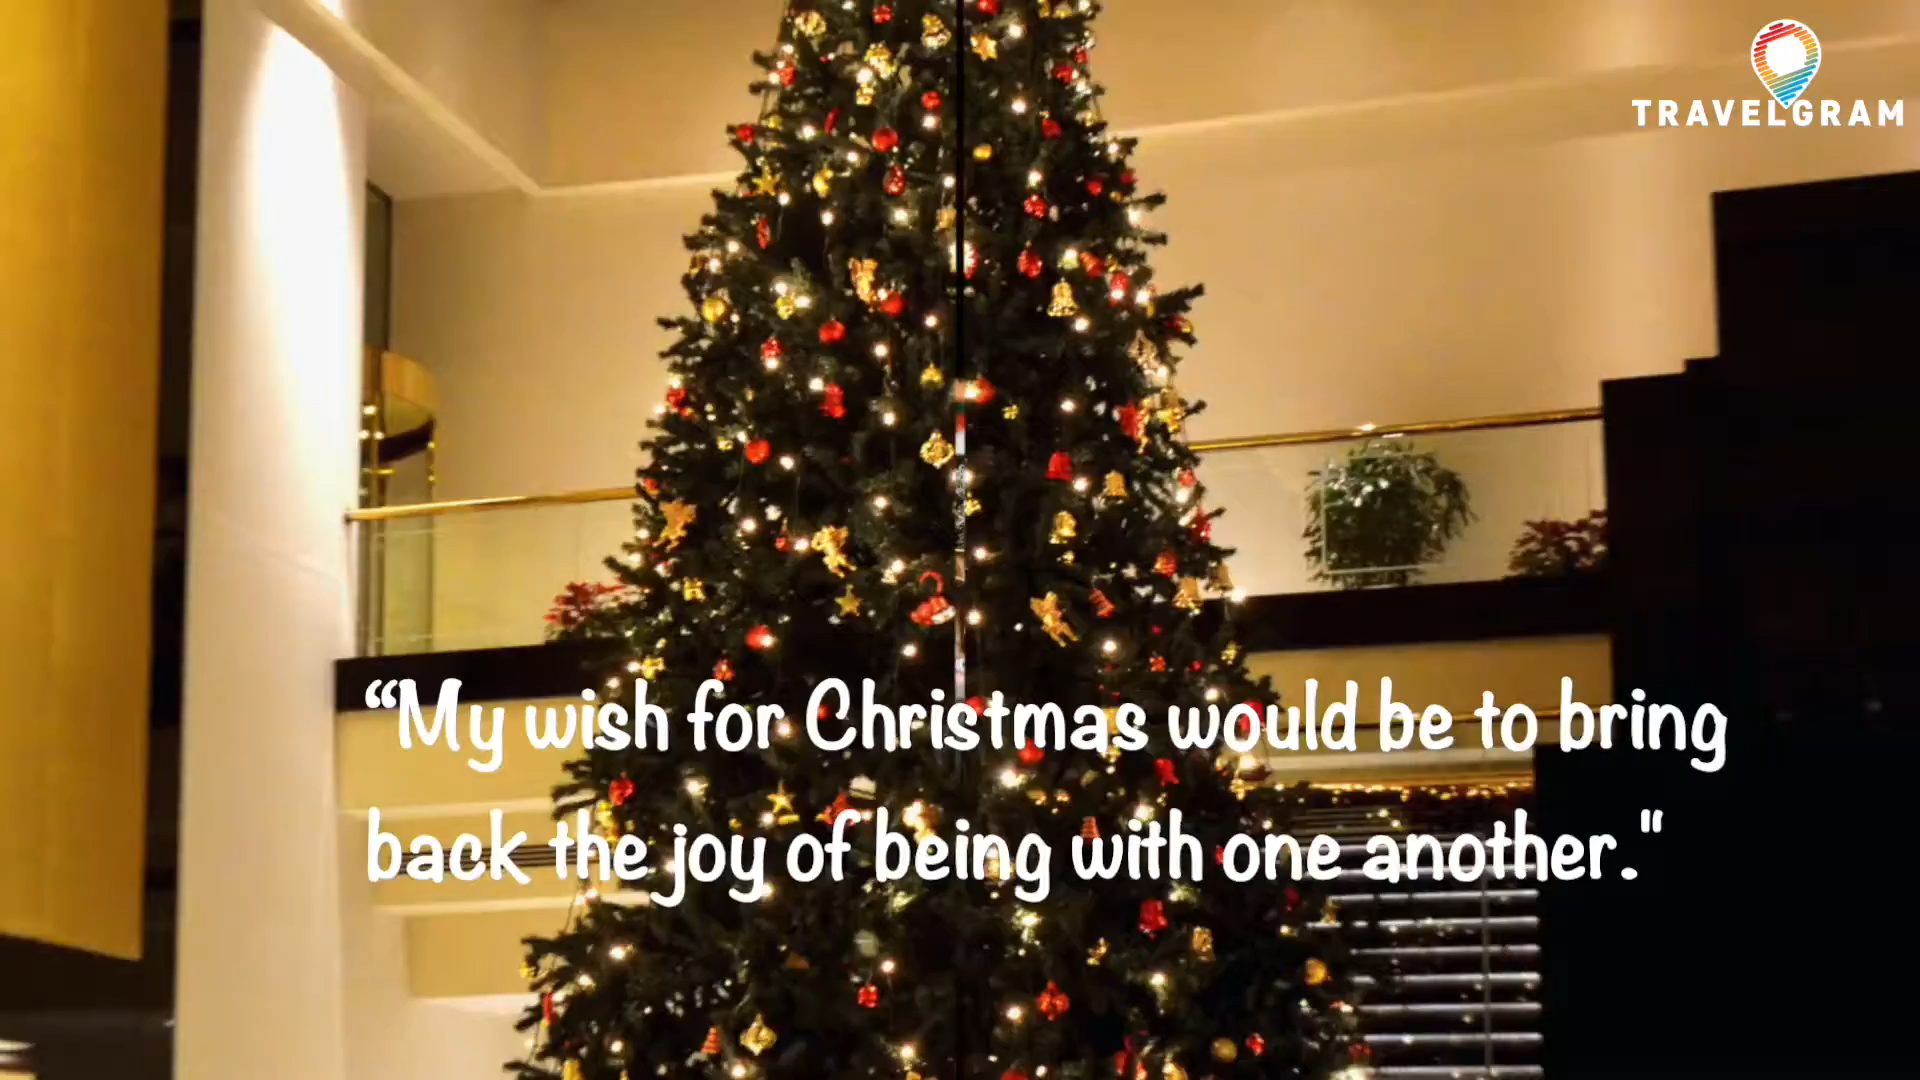 TRAVELGRAM
“My wish for Christmas would be to bring
back the joy of being with one another."